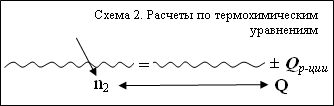 Схема 2. Расчеты по термохимическим
уравнениям
= ± Qр-ции
n₂ Q